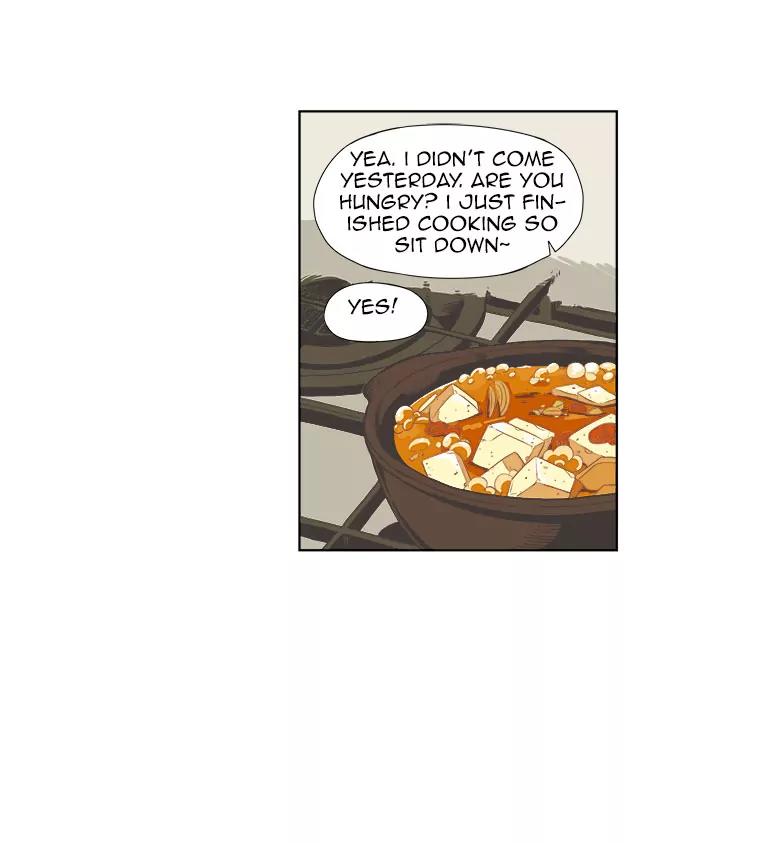 YEA. I DIDN'T COME
YESTERDAY. ARE YOU
HUNGRY? I JUST FIN-
ISHED COOKING SO
SIT DOWN~
YES!